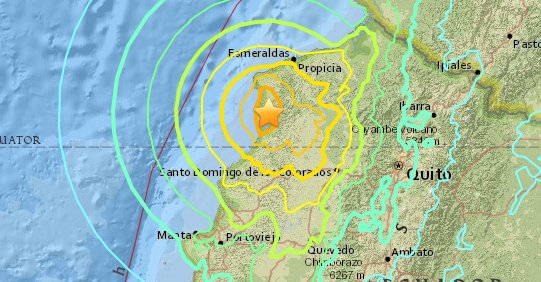 Pasto
Esmeraldas
Propicia
Ipiales
Ibarra
Cayambe Volcano
UATOR
Santo Domingo de los Colorados
Quito
Manta
Portoviejo
Quevedo
Ambato
Chimborazo
6267 m